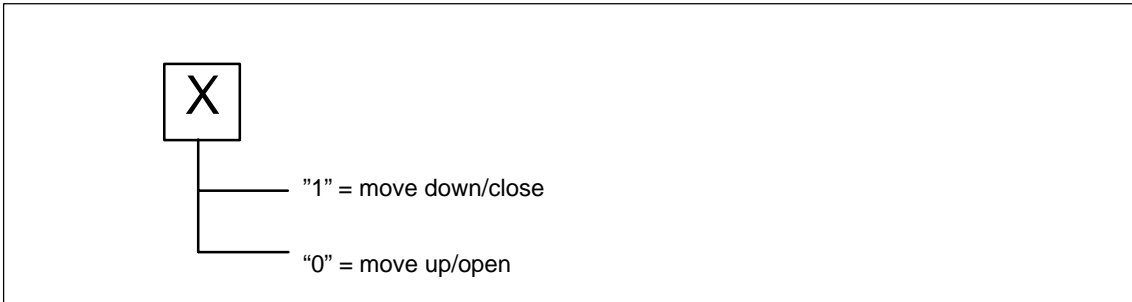 X
”1” = move down/close
“0” = move up/open